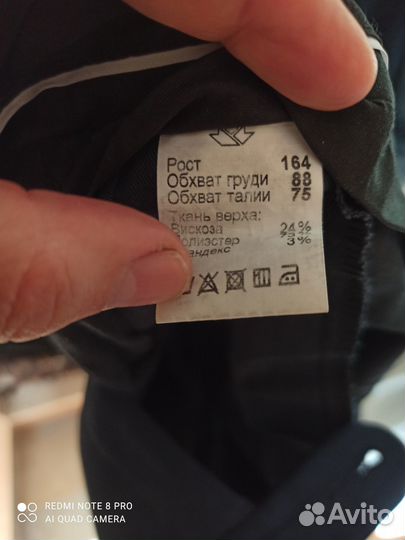 Рост 164
Обхват груди 88
Обхват талии 75
Ткань верха:
Вискоза 24%
Полиэстер 3%
REDMI NOTE 8 PRO
AI QUAD CAMERA
Avito